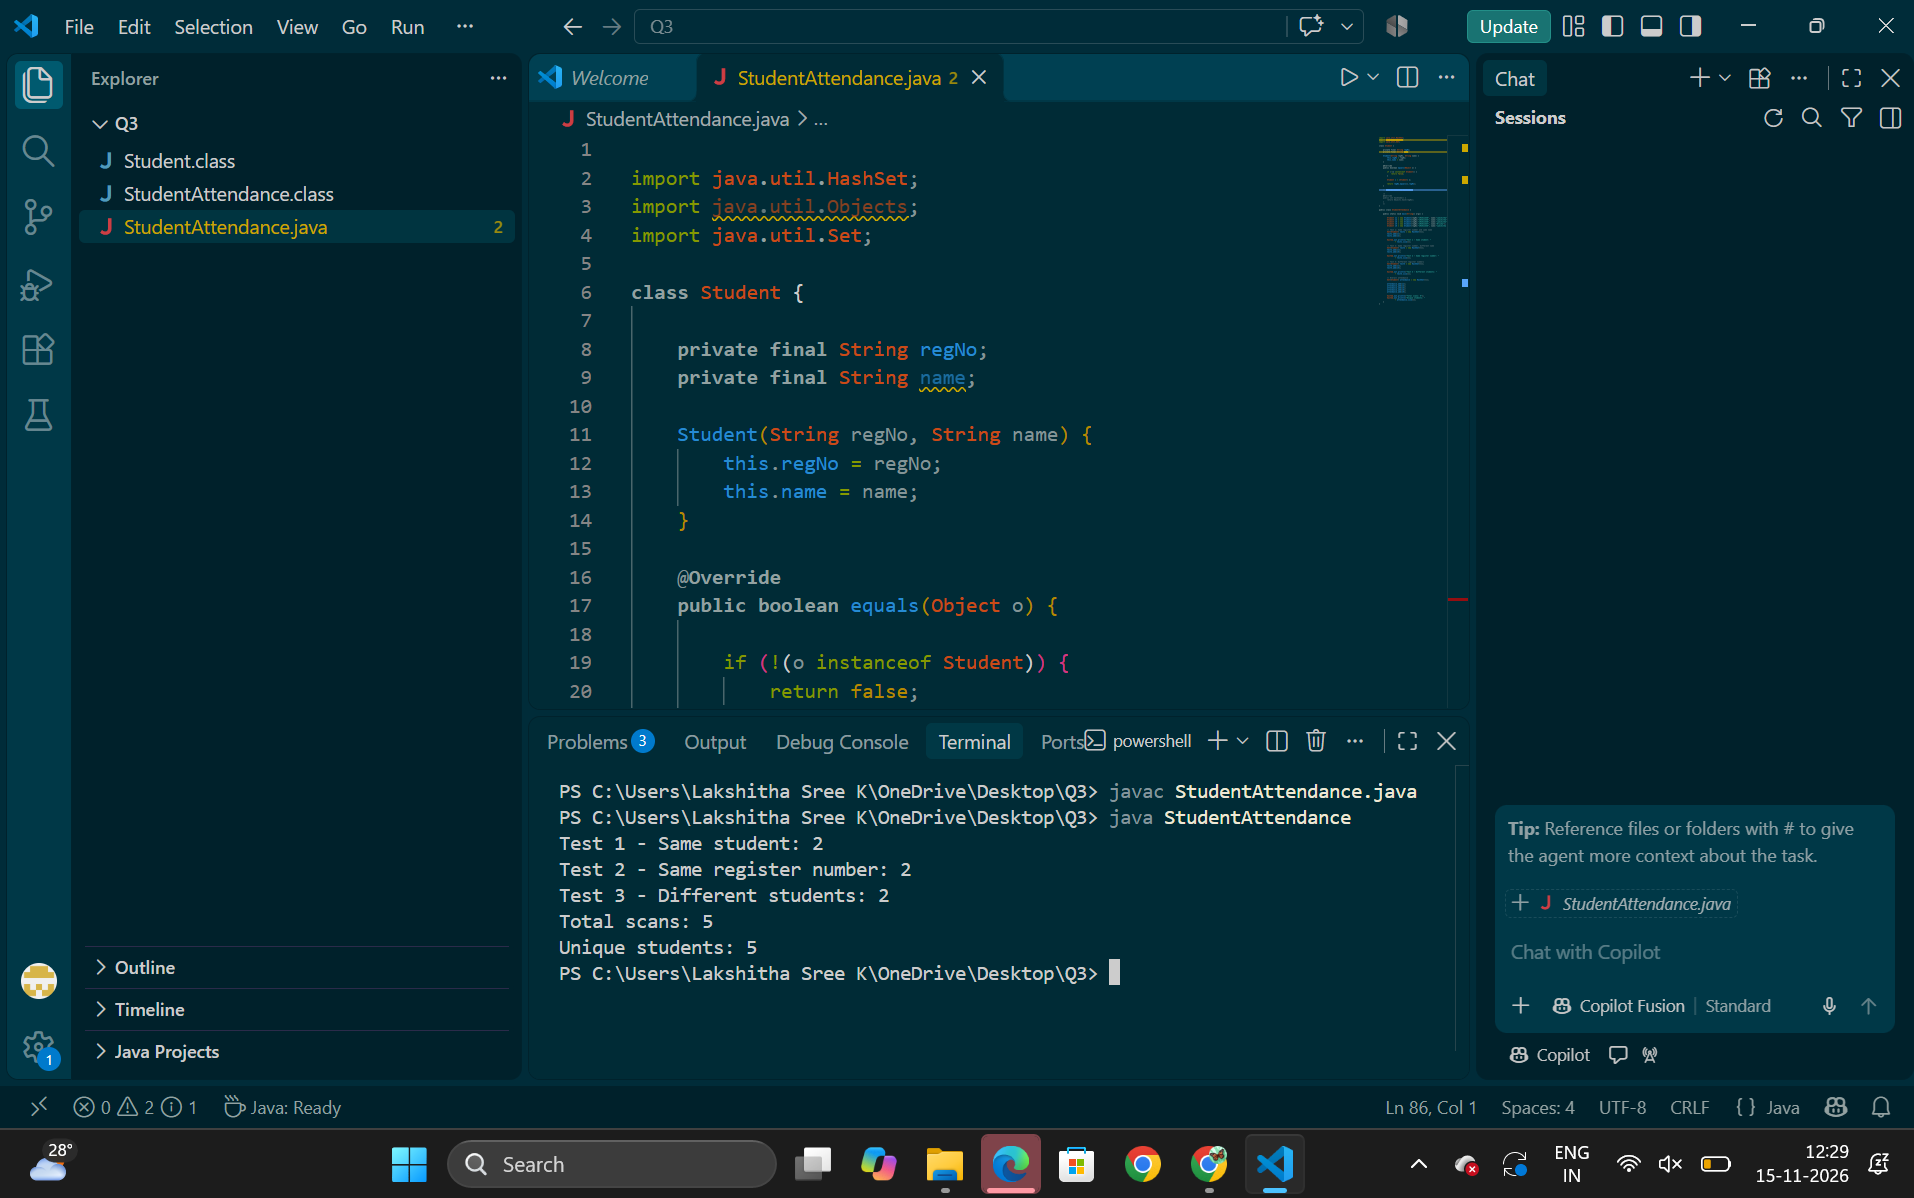 File Edit Selection View Go Run ...
Q3
Update
Explorer
Q3
Student.class
StudentAttendance.class
StudentAttendance.java 2
Outline
Timeline
Java Projects
1
Welcome
StudentAttendance.java 2
StudentAttendance.java > ...
1
2 import java.util.HashSet;
3 import java.util.Objects;
4 import java.util.Set;
5
6 class Student {
7
8 private final String regNo;
9 private final String name;
10
11 Student(String regNo, String name) {
12 this.regNo = regNo;
13 this.name = name;
14 }
15
16 @Override
17 public boolean equals(Object o) {
18
19 if (!(o instanceof Student)) {
20 return false;
Problems 3 Output Debug Console Terminal Ports powershell
PS C:\Users\Lakshitha Sree K\OneDrive\Desktop\Q3> javac StudentAttendance.java
PS C:\Users\Lakshitha Sree K\OneDrive\Desktop\Q3> java StudentAttendance
Test 1 - Same student: 2
Test 2 - Same register number: 2
Test 3 - Different students: 2
Total scans: 5
Unique students: 5
PS C:\Users\Lakshitha Sree K\OneDrive\Desktop\Q3>
Chat
Sessions
Tip: Reference files or folders with # to give
the agent more context about the task.
StudentAttendance.java
Chat with Copilot
Copilot Fusion Standard
Copilot
0 2 1 Java: Ready
Ln 86, Col 1 Spaces: 4 UTF-8 CRLF { } Java
28°
Search
ENG
IN
12:29
15-11-2026